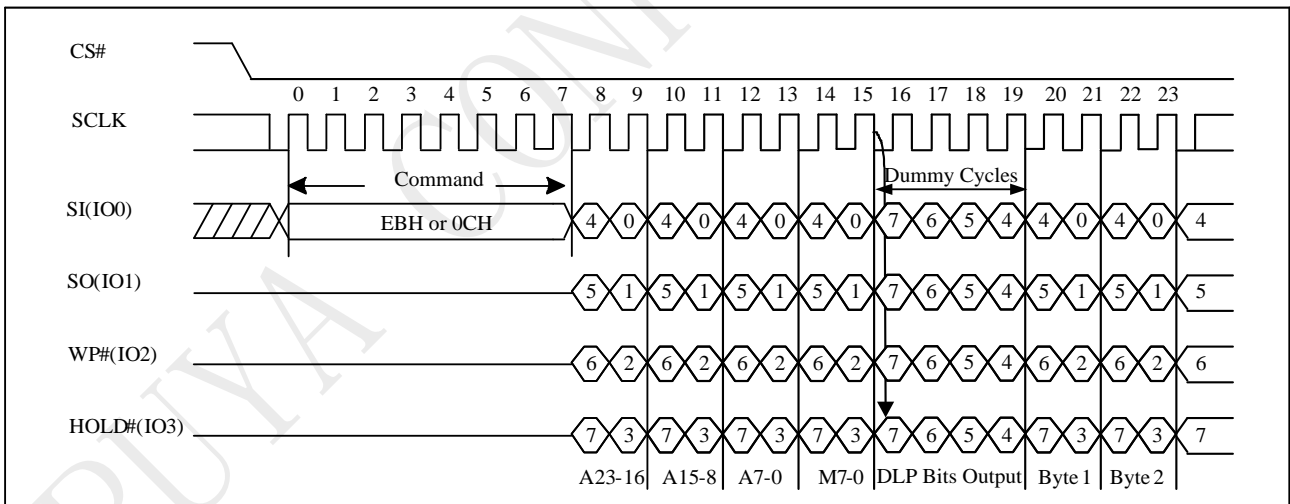 CS#
0 1 2 3 4 5 6 7 8 9 10 11 12 13 14 15 16 17 18 19 20 21 22 23
SCLK
Command
Dummy Cycles
SI(IO0)
EBH or 0CH
4 0 4 0 4 0 4 0 7 6 5 4 4 0 4 0 4
SO(IO1)
5 1 5 1 5 1 5 1 7 6 5 4 5 1 5 1 5
WP#(IO2)
6 2 6 2 6 2 6 2 7 6 5 4 6 2 6 2 6
HOLD#(IO3)
7 3 7 3 7 3 7 3 7 6 5 4 7 3 7 3 7
A23-16 A15-8 A7-0 M7-0 DLP Bits Output Byte 1 Byte 2
PUYA CON